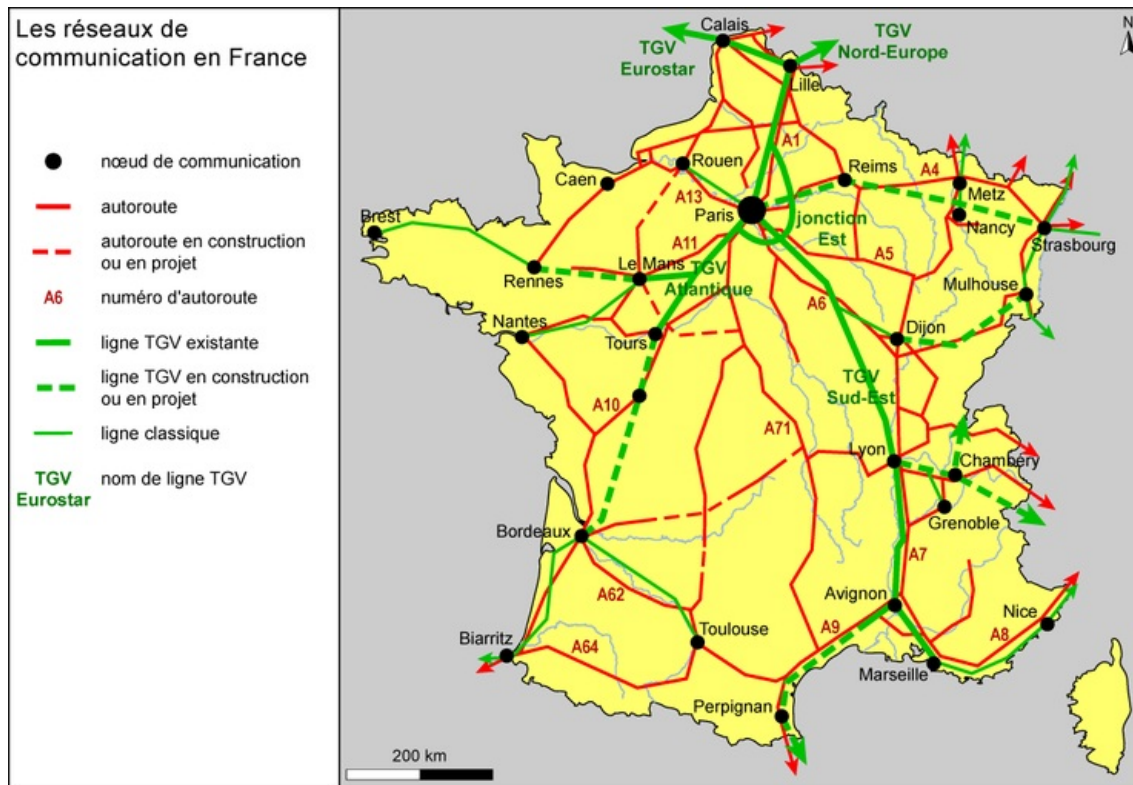 Les réseaux de
communication en France
nœud de communication
autoroute
autoroute en construction
ou en projet
A6
numéro d'autoroute
ligne TGV existante
ligne TGV en construction
ou en projet
ligne classique
TGV
Eurostar
nom de ligne TGV
N
Calais
TGV
Eurostar
TGV
Nord-Europe
Lille
A1
Rouen
Reims
A4
Caen
Metz
A13
Paris
Nancy
Brest
jonction
Est
Strasbourg
A11
A5
Rennes
Le Mans
TGV
Atlantique
Mulhouse
A6
Nantes
Dijon
Tours
TGV
Sud-Est
A10
A71
Lyon
Chambéry
Grenoble
Bordeaux
A7
A62
Avignon
Nice
Toulouse
A9
A8
Biarritz
A64
Marseille
Perpignan
200 km